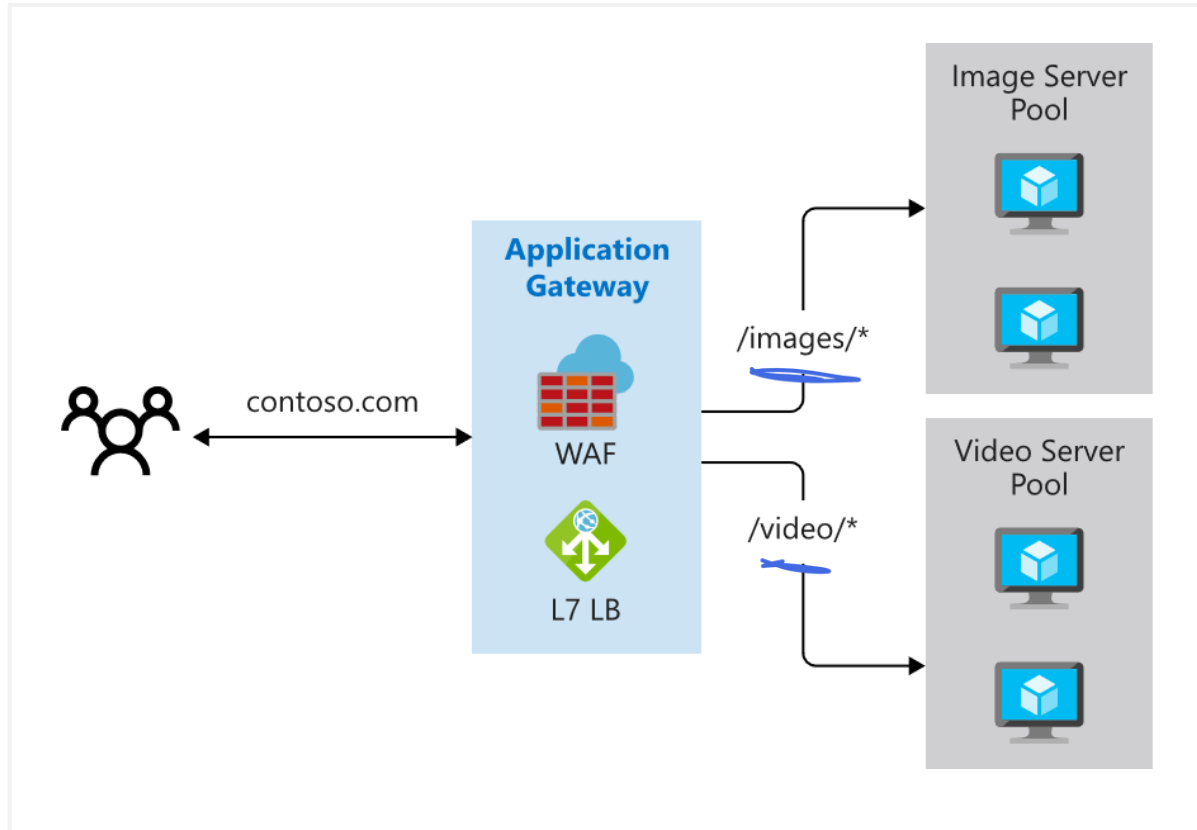 Image Server
Pool
Application
Gateway
/images/*
contoso.com
WAF
Video Server
Pool
/video/*
L7 LB